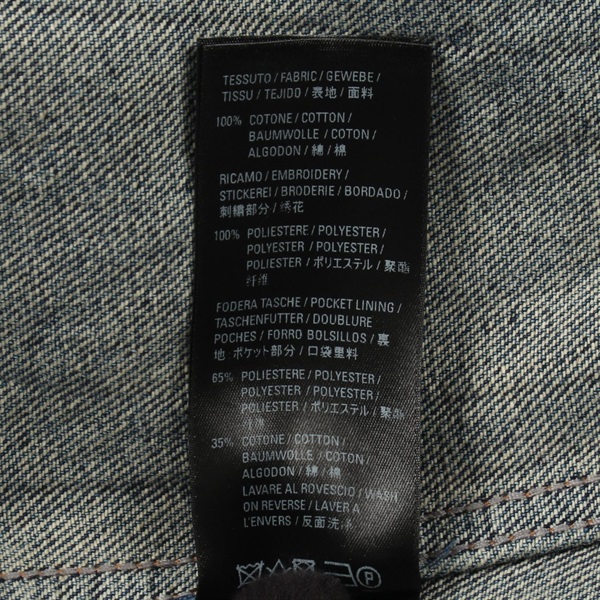 TESSUTO / FABRIC / GEWEBE /
TISSU / TEJIDO / 表地 / 面料
100% COTONE / COTTON /
BAUMWOLLE / COTON /
ALGODON / 綿 / 棉
RICAMO / EMBROIDERY /
STICKEREI / BRODERIE / BORDADO /
刺繍部分 / 绣花
100% POLIESTERE / POLYESTER /
POLYESTER / POLYESTER /
POLIESTER / ポリエステル / 聚酯
纤维
FODERA TASCHE / POCKET LINING /
TASCHENFUTTER / DOUBLURE
POCHES / FORRO BOLSILLOS / 裏
地・ポケット部分 / 口袋里料
65% POLIESTERE / POLYESTER /
POLYESTER / POLYESTER /
POLIESTER / ポリエステル / 聚酯
纤维
35% COTONE / COTTON /
BAUMWOLLE / COTON /
ALGODON / 綿 / 棉
LAVARE AL ROVESCIO / WASH
ON REVERSE / LAVER A
L'ENVERS / 反面洗涤
P